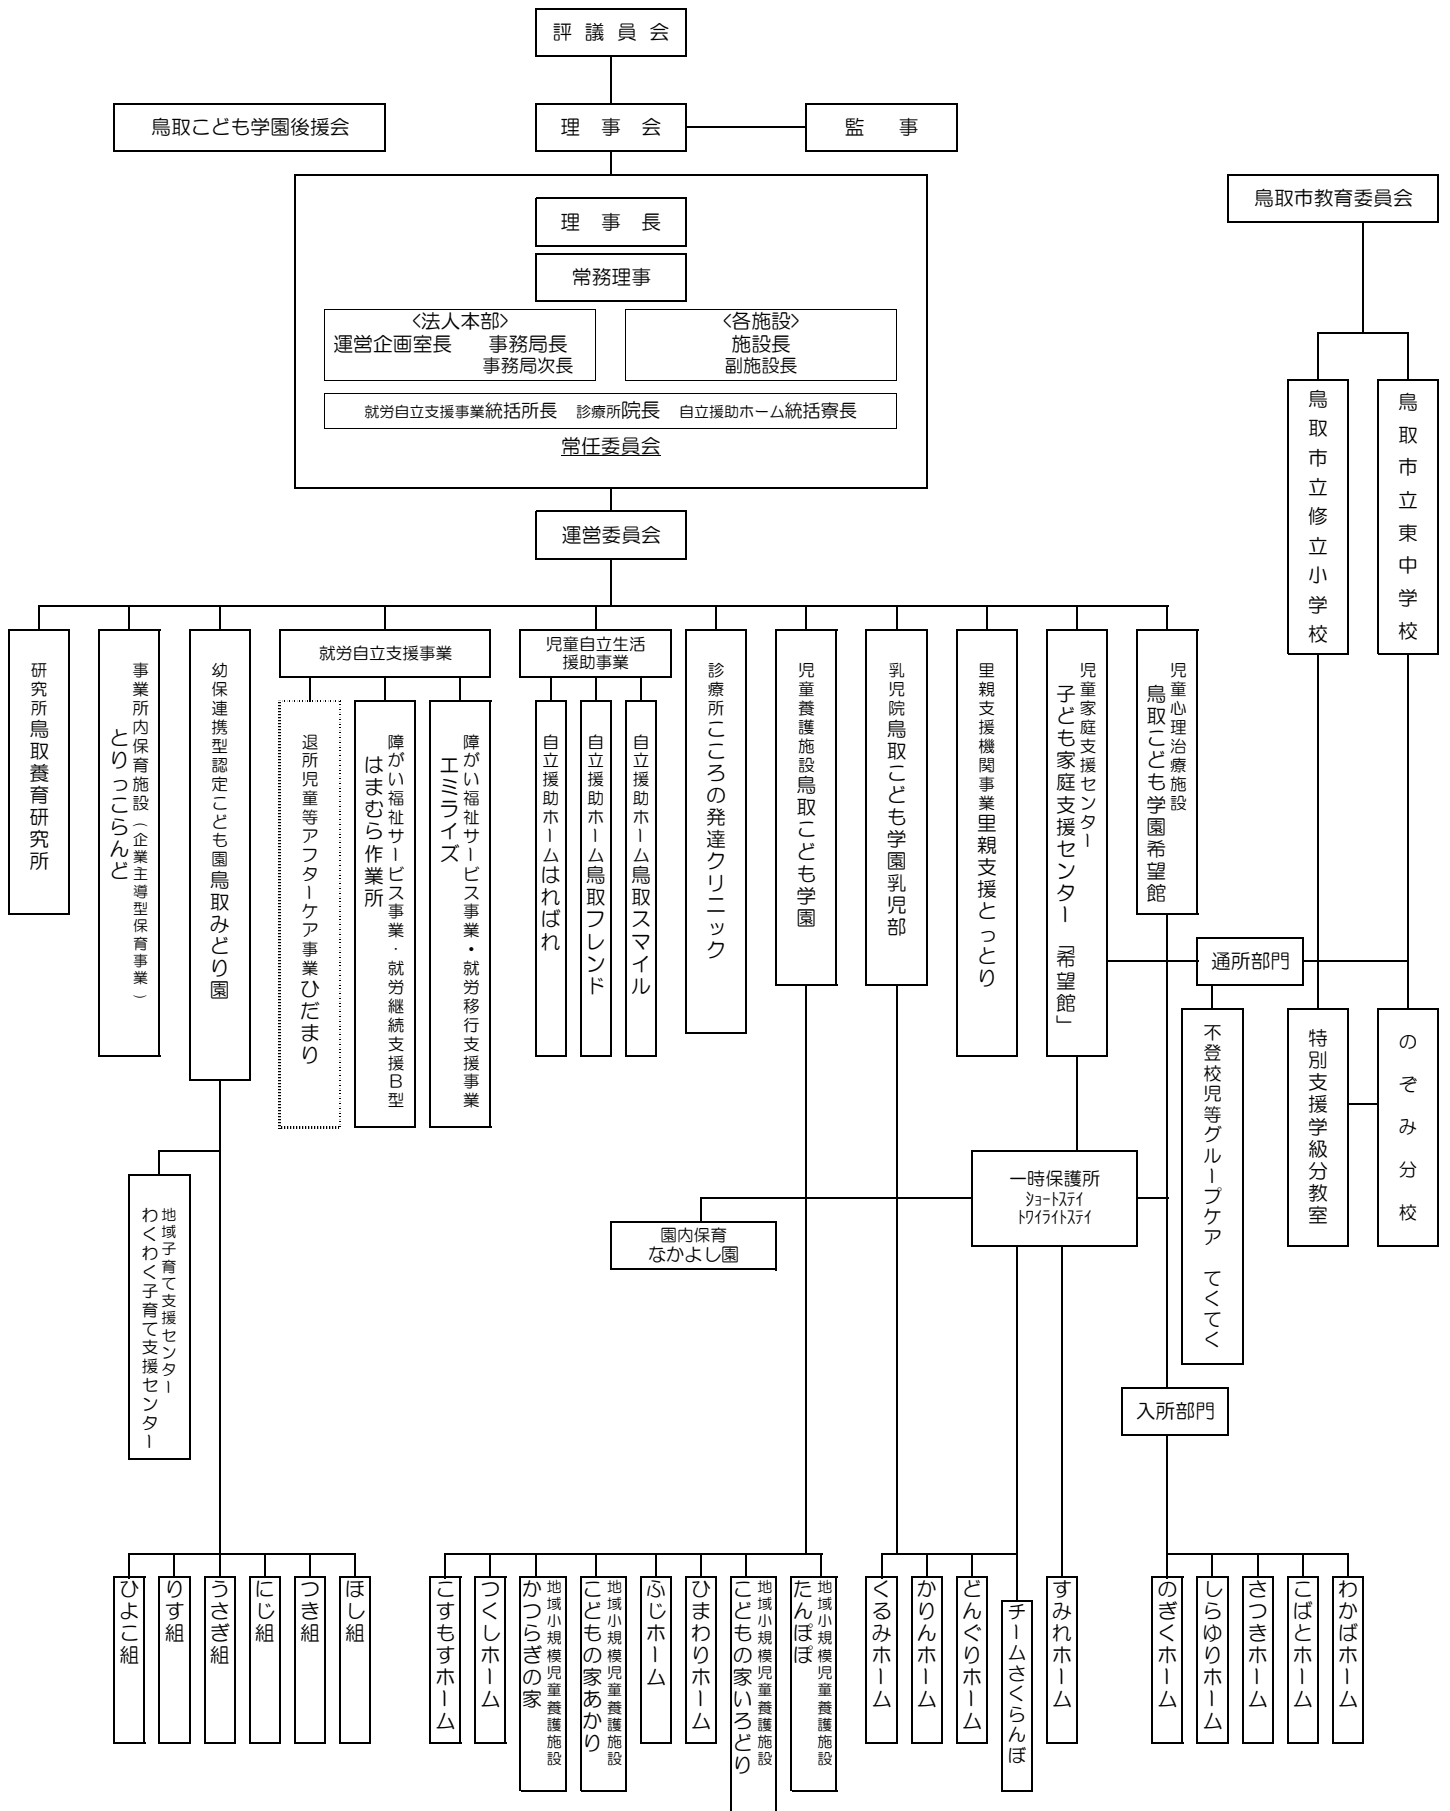 評議員会
鳥取こども学園後援会
理事会
監事
鳥取市教育委員会
理事長
常務理事
<法人本部>
運営企画室長 事務局長
事務局次長
<各施設>
施設長
副施設長
就労自立支援事業統括所長 診療所院長 自立援助ホーム統括寮長
常任委員会
運営委員会
鳥取市立修立小学校
鳥取市立東中学校
研究所鳥取養育研究所
事業所内保育施設(企業主導型保育事業)
とりっこらんど
幼保連携型認定こども園鳥取みどり園
就労自立支援事業
退所児童等アフターケア事業ひだまり
障がい福祉サービス事業・就労継続支援B型
はまむら作業所
障がい福祉サービス事業・就労移行支援事業
エミライズ
児童自立生活
援助事業
自立援助ホームはればれ
自立援助ホーム鳥取フレンド
自立援助ホーム鳥取スマイル
診療所こころの発達クリニック
児童養護施設鳥取こども学園
乳児院鳥取こども学園乳児部
里親支援機関事業里親支援とっとり
児童家庭支援センター
子ども家庭支援センター「希望館」
児童心理治療施設
鳥取こども学園希望館
通所部門
不登校児等グループケア てくてく
特別支援学級分教室
のぞみ分校
一時保護所
ショートステイ
トワイライトステイ
園内保育
なかよし園
地域子育て支援センター
わくわく子育て支援センター
入所部門
ひよこ組
りす組
うさぎ組
にじ組
つき組
ほし組
こすもすホーム
つくしホーム
地域小規模児童養護施設
かつらぎの家
地域小規模児童養護施設
こどもの家あかり
ふじホーム
ひまわりホーム
地域小規模児童養護施設
こどもの家いろどり
地域小規模児童養護施設
たんぽぽ
くるみホーム
かりんホーム
どんぐりホーム
チームさくらんぼ
すみれホーム
のぎくホーム
しらゆりホーム
さつきホーム
こばとホーム
わかばホーム